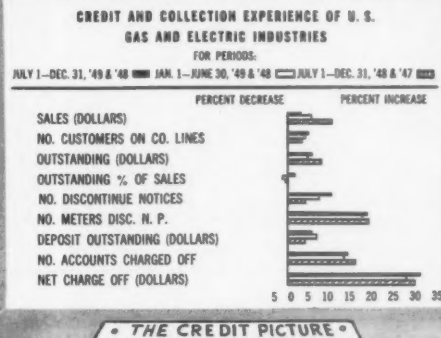 CREDIT AND COLLECTION EXPERIENCE OF U. S.
GAS AND ELECTRIC INDUSTRIES
FOR PERIODS:
JULY 1—DEC. 31, '49 & '48 JAN. 1—JUNE 30, '49 & '48 JULY 1—DEC. 31, '48 & '47
PERCENT DECREASE PERCENT INCREASE
SALES (DOLLARS)
NO. CUSTOMERS ON CO. LINES
OUTSTANDING (DOLLARS)
OUTSTANDING % OF SALES
NO. DISCONTINUE NOTICES
NO. METERS DISC. N. P.
DEPOSIT OUTSTANDING (DOLLARS)
NO. ACCOUNTS CHARGED OFF
NET CHARGE OFF (DOLLARS)
5 0 5 10 15 20 25 30 35
• THE CREDIT PICTURE •